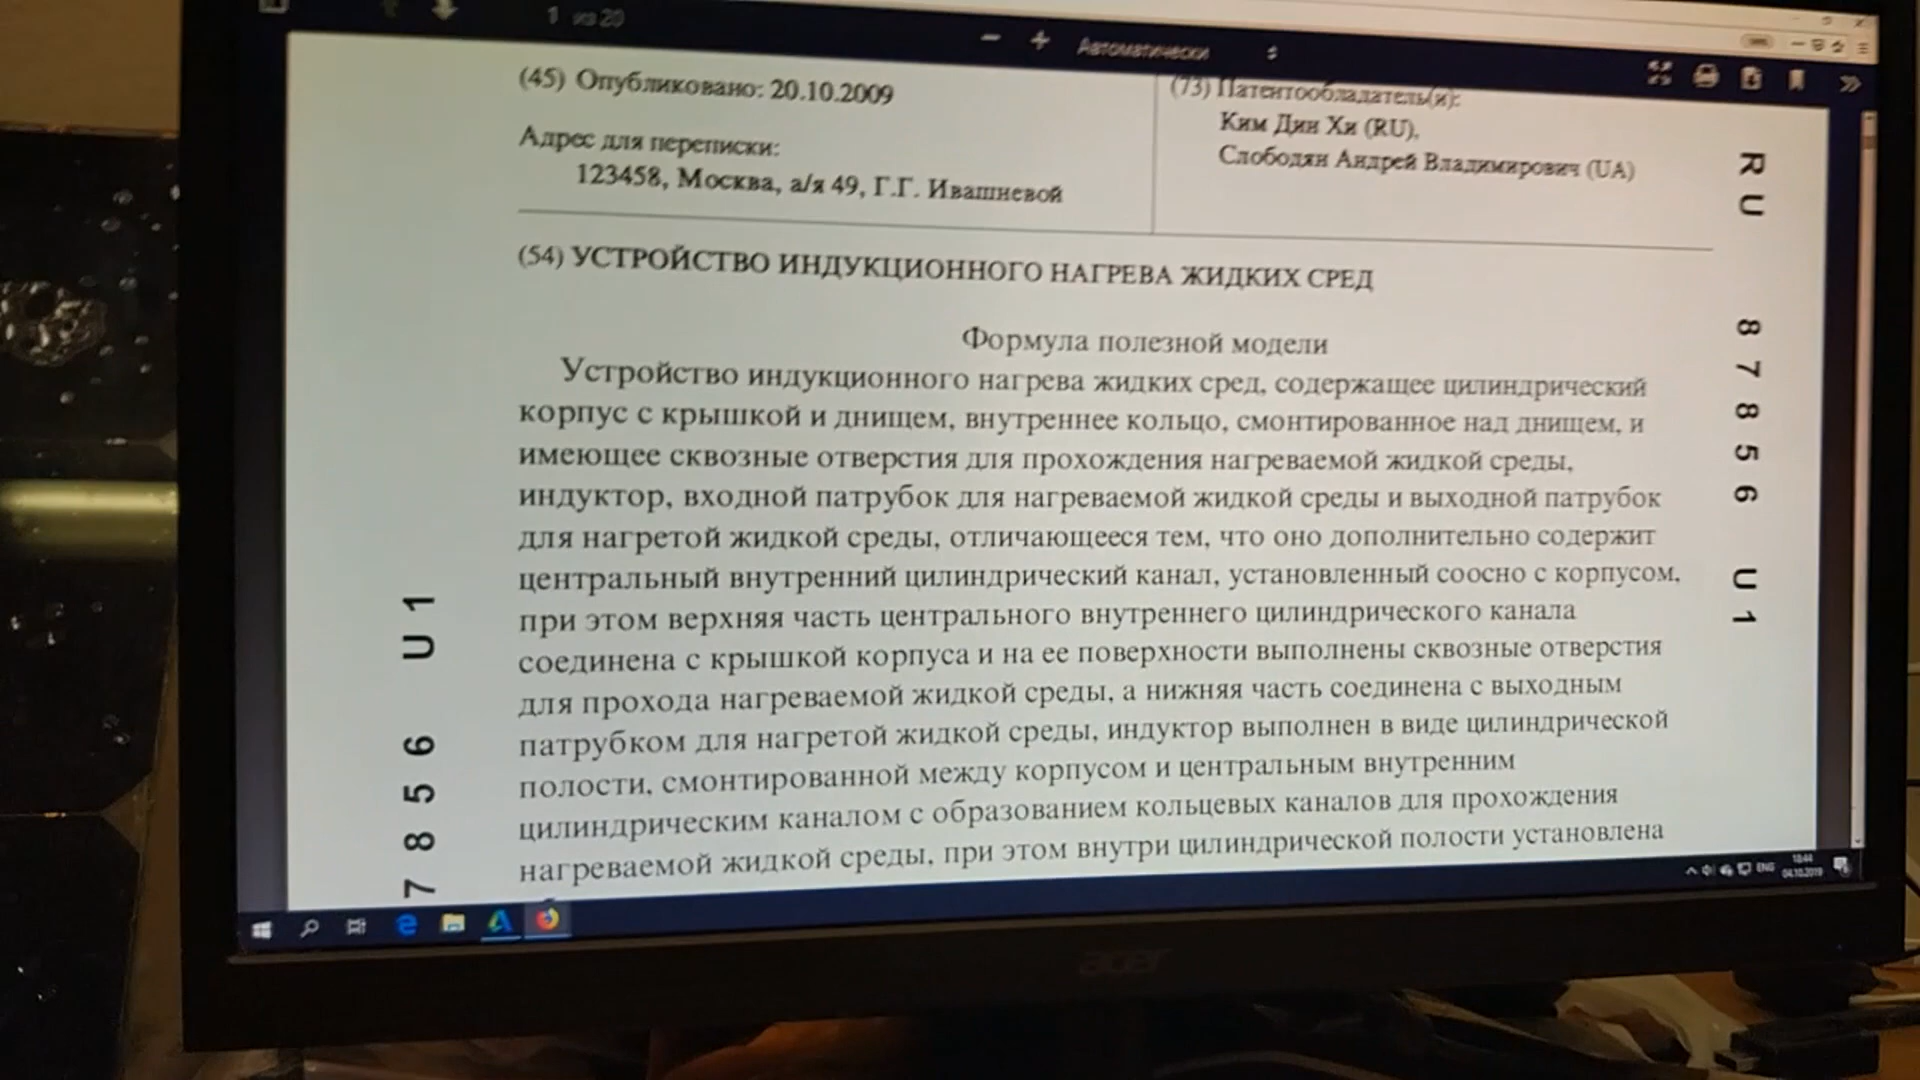 1 из 20
Автоматически
(45) Опубликовано: 20.10.2009
Адрес для переписки:
123458, Москва, а/я 49, Г.Г. Ивашневой
(73) Патентообладатель(и):
Ким Дин Хи (RU),
Слободян Андрей Владимирович (UA)
(54) УСТРОЙСТВО ИНДУКЦИОННОГО НАГРЕВА ЖИДКИХ СРЕД
Формула полезной модели
Устройство индукционного нагрева жидких сред, содержащее цилиндрический
корпус с крышкой и днищем, внутреннее кольцо, смонтированное над днищем, и
имеющее сквозные отверстия для прохождения нагреваемой жидкой среды,
индуктор, входной патрубок для нагреваемой жидкой среды и выходной патрубок
для нагретой жидкой среды, отличающееся тем, что оно дополнительно содержит
центральный внутренний цилиндрический канал, установленный соосно с корпусом,
при этом верхняя часть центрального внутреннего цилиндрического канала
соединена с крышкой корпуса и на ее поверхности выполнены сквозные отверстия
для прохода нагреваемой жидкой среды, а нижняя часть соединена с выходным
патрубком для нагретой жидкой среды, индуктор выполнен в виде цилиндрической
полости, смонтированной между корпусом и центральным внутренним
цилиндрическим каналом с образованием кольцевых каналов для прохождения
нагреваемой жидкой среды, при этом внутри цилиндрической полости установлена
RU 87856 U1
7856 U1
ENG
18:44
04.10.2019
acer